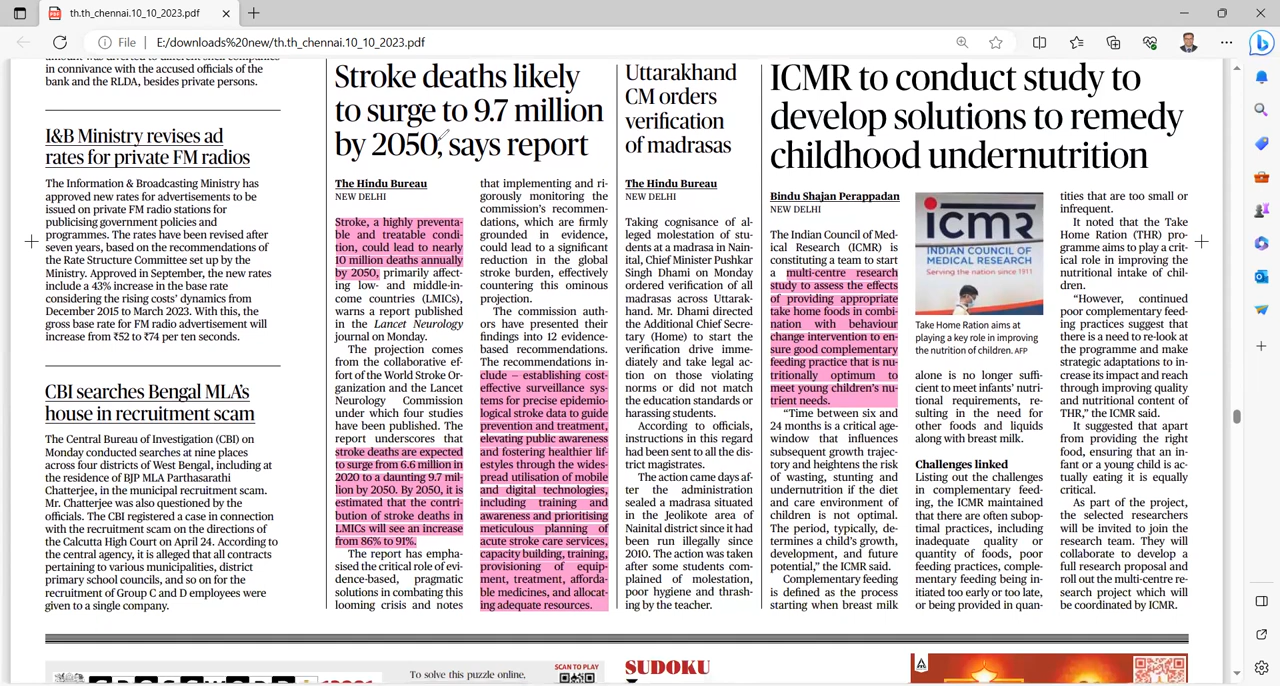 th.th_chennai.10_10_2023.pdf
File
E:/downloads%20new/th.th_chennai.10_10_2023.pdf
in connivance with the accused officials of the
bank and the RLDA, besides private persons.
I&B Ministry revises ad
rates for private FM radios
The Information & Broadcasting Ministry has
approved new rates for advertisements to be
issued on private FM radio stations for
publicising government policies and
programmes. The rates have been revised after
seven years, based on the recommendations of
the Rate Structure Committee set up by the
Ministry. Approved in September, the new rates
include a 43% increase in the base rate
considering the rising costs' dynamics from
December 2015 to March 2023. With this, the
gross base rate for FM radio advertisement will
increase from ₹52 to ₹74 per ten seconds.
CBI searches Bengal MLA's
house in recruitment scam
The Central Bureau of Investigation (CBI) on
Monday conducted searches at nine places
across four districts of West Bengal, including at
the residence of BJP MLA Parthasarathi
Chatterjee, in the municipal recruitment scam.
Mr. Chatterjee was also questioned by the
officials. The CBI registered a case in connection
with the recruitment scam on the directions of
the Calcutta High Court on April 24. According to
the central agency, it is alleged that all contracts
pertaining to various municipalities, district
primary school councils, and so on for the
recruitment of Group C and D employees were
given to a single company.
Stroke deaths likely
to surge to 9.7 million
by 2050, says report
The Hindu Bureau
NEW DELHI
Stroke, a highly preventa-
ble and treatable condi-
tion, could lead to nearly
10 million deaths annually
by 2050, primarily affect-
ing low- and middle-in-
come countries (LMICs),
warns a report published
in the Lancet Neurology
journal on Monday.
The projection comes
from the collaborative ef-
fort of the World Stroke Or-
ganization and the Lancet
Neurology Commission
under which four studies
have been published. The
report underscores that
stroke deaths are expected
to surge from 6.6 million in
2020 to a daunting 9.7 mil-
lion by 2050. By 2050, it is
estimated that the contri-
bution of stroke deaths in
LMICs will see an increase
from 86% to 91%.
The report has empha-
sised the critical role of evi-
dence-based, pragmatic
solutions in combating this
looming crisis and notes
that implementing and ri-
gorously monitoring the
commission's recommen-
dations, which are firmly
grounded in evidence,
could lead to a significant
reduction in the global
stroke burden, effectively
countering this ominous
projection.
The commission auth-
ors have presented their
findings into 12 evidence-
based recommendations.
The recommendations in-
clude – establishing cost-
effective surveillance sys-
tems for precise epidemio-
logical stroke data to guide
prevention and treatment,
elevating public awareness
and fostering healthier lif-
estyles through the wides-
pread utilisation of mobile
and digital technologies,
including training and
awareness and prioritising
meticulous planning of
acute stroke care services,
capacity building, training,
provisioning of equip-
ment, treatment, afforda-
ble medicines, and allocat-
ing adequate resources.
Uttarakhand
CM orders
verification
of madrasas
The Hindu Bureau
NEW DELHI
Taking cognisance of al-
leged molestation of stu-
dents at a madrasa in Nain-
ital, Chief Minister Pushkar
Singh Dhami on Monday
ordered verification of all
madrasas across Uttarak-
hand. Mr. Dhami directed
the Additional Chief Secre-
tary (Home) to start the
verification drive imme-
diately and take legal ac-
tion on those violating
norms or did not match
the education standards or
harassing students.
According to officials,
instructions in this regard
had been sent to all the dis-
trict magistrates.
The action came days af-
ter the administration
sealed a madrasa situated
in the Jeolikote area of
Nainital district since it had
been run illegally since
2010. The action was taken
after some students com-
plained of molestation,
poor hygiene and thrash-
ing by the teacher.
ICMR to conduct study to
develop solutions to remedy
childhood undernutrition
Bindu Shajan Perappadan
NEW DELHI
The Indian Council of Med-
ical Research (ICMR) is
constituting a team to start
a multi-centre research
study to assess the effects
of providing appropriate
take home foods in combi-
nation with behaviour
change intervention to en-
sure good complementary
feeding practice that is nu-
tritionally optimum to
meet young children's nu-
trient needs.
"Time between six and
24 months is a critical age-
window that influences
subsequent growth trajec-
tory and heightens the risk
of wasting, stunting and
undernutrition if the diet
and care environment of
children is not optimal.
The period, typically, de-
termines a child's growth,
development, and future
potential," the ICMR said.
Complementary feeding
is defined as the process
starting when breast milk
icmr
INDIAN COUNCIL OF
MEDICAL RESEARCH
Serving the nation since 1911
Take Home Ration aims at
playing a key role in improving
the nutrition of children. AFP
alone is no longer suffi-
cient to meet infants' nutri-
tional requirements, re-
sulting in the need for
other foods and liquids
along with breast milk.
Challenges linked
Listing out the challenges
in complementary feed-
ing, the ICMR maintained
that there are often subop-
timal practices, including
inadequate quality or
quantity of foods, poor
feeding practices, comple-
mentary feeding being in-
itiated too early or too late,
or being provided in quan-
tities that are too small or
infrequent.
It noted that the Take
Home Ration (THR) pro-
gramme aims to play a crit-
ical role in improving the
nutritional intake of chil-
dren.
"However, continued
poor complementary feed-
ing practices suggest that
there is a need to re-look at
the programme and make
strategic adaptations to in-
crease its impact and reach
through improving quality
and nutritional content of
THR," the ICMR said.
It suggested that apart
from providing the right
food, ensuring that an in-
fant or a young child is ac-
tually eating it is equally
critical.
As part of the project,
the selected researchers
will be invited to join the
research team. They will
collaborate to develop a
full research proposal and
roll out the multi-centre re-
search project which will
be coordinated by ICMR.
To solve this puzzle online,
SCAN TO PLAY
SUDOKU